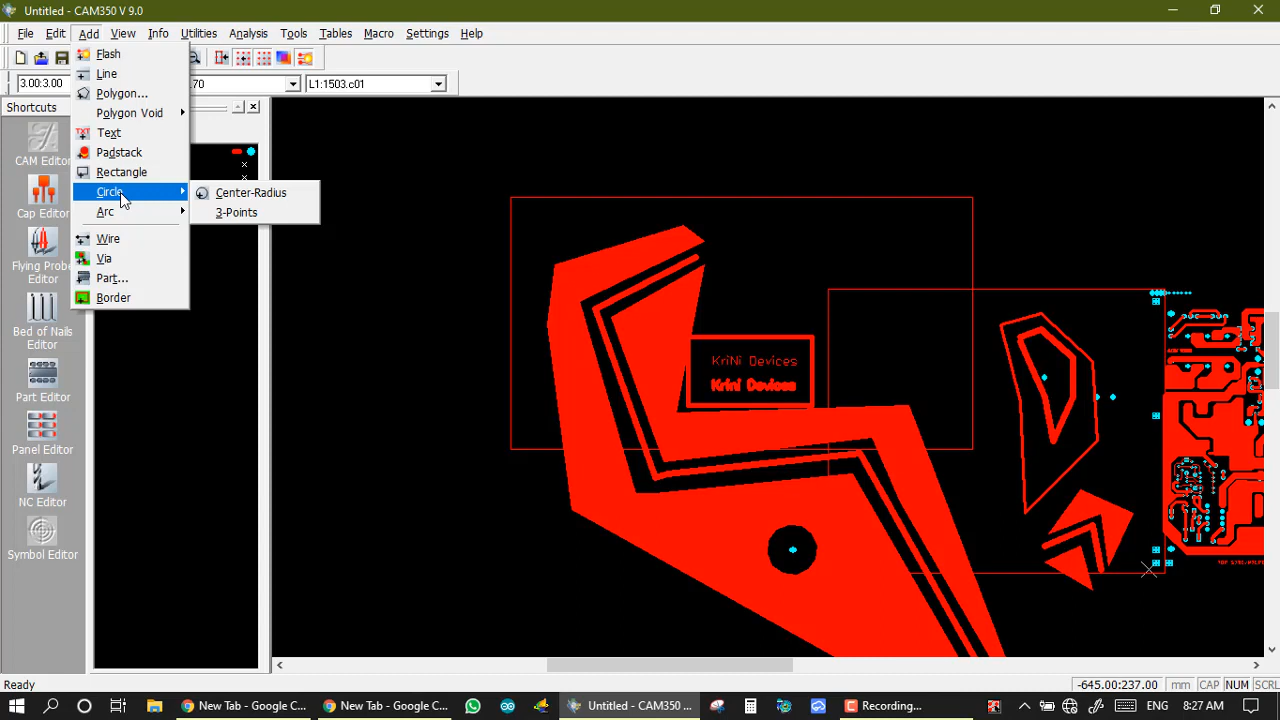 Untitled - CAM350 V 9.0
File Edit Add View Info Utilities Analysis Tools Tables Macro Settings Help
3.00:3.00
L1:1503.c01
Shortcuts
CAM Editor
Cap Editor
Flying Probe Editor
Bed of Nails Editor
Part Editor
Panel Editor
NC Editor
Symbol Editor
Flash
Line
Polygon...
Polygon Void
Text
Padstack
Rectangle
Circle
Arc
Wire
Via
Part...
Border
Center-Radius
3-Points
KriNi Devices
KriNi Devices
Ready
-645.00:237.00 mm CAP NUM SCRL
New Tab - Google C...
New Tab - Google C...
Untitled - CAM350 ...
Recording...
ENG 8:27 AM